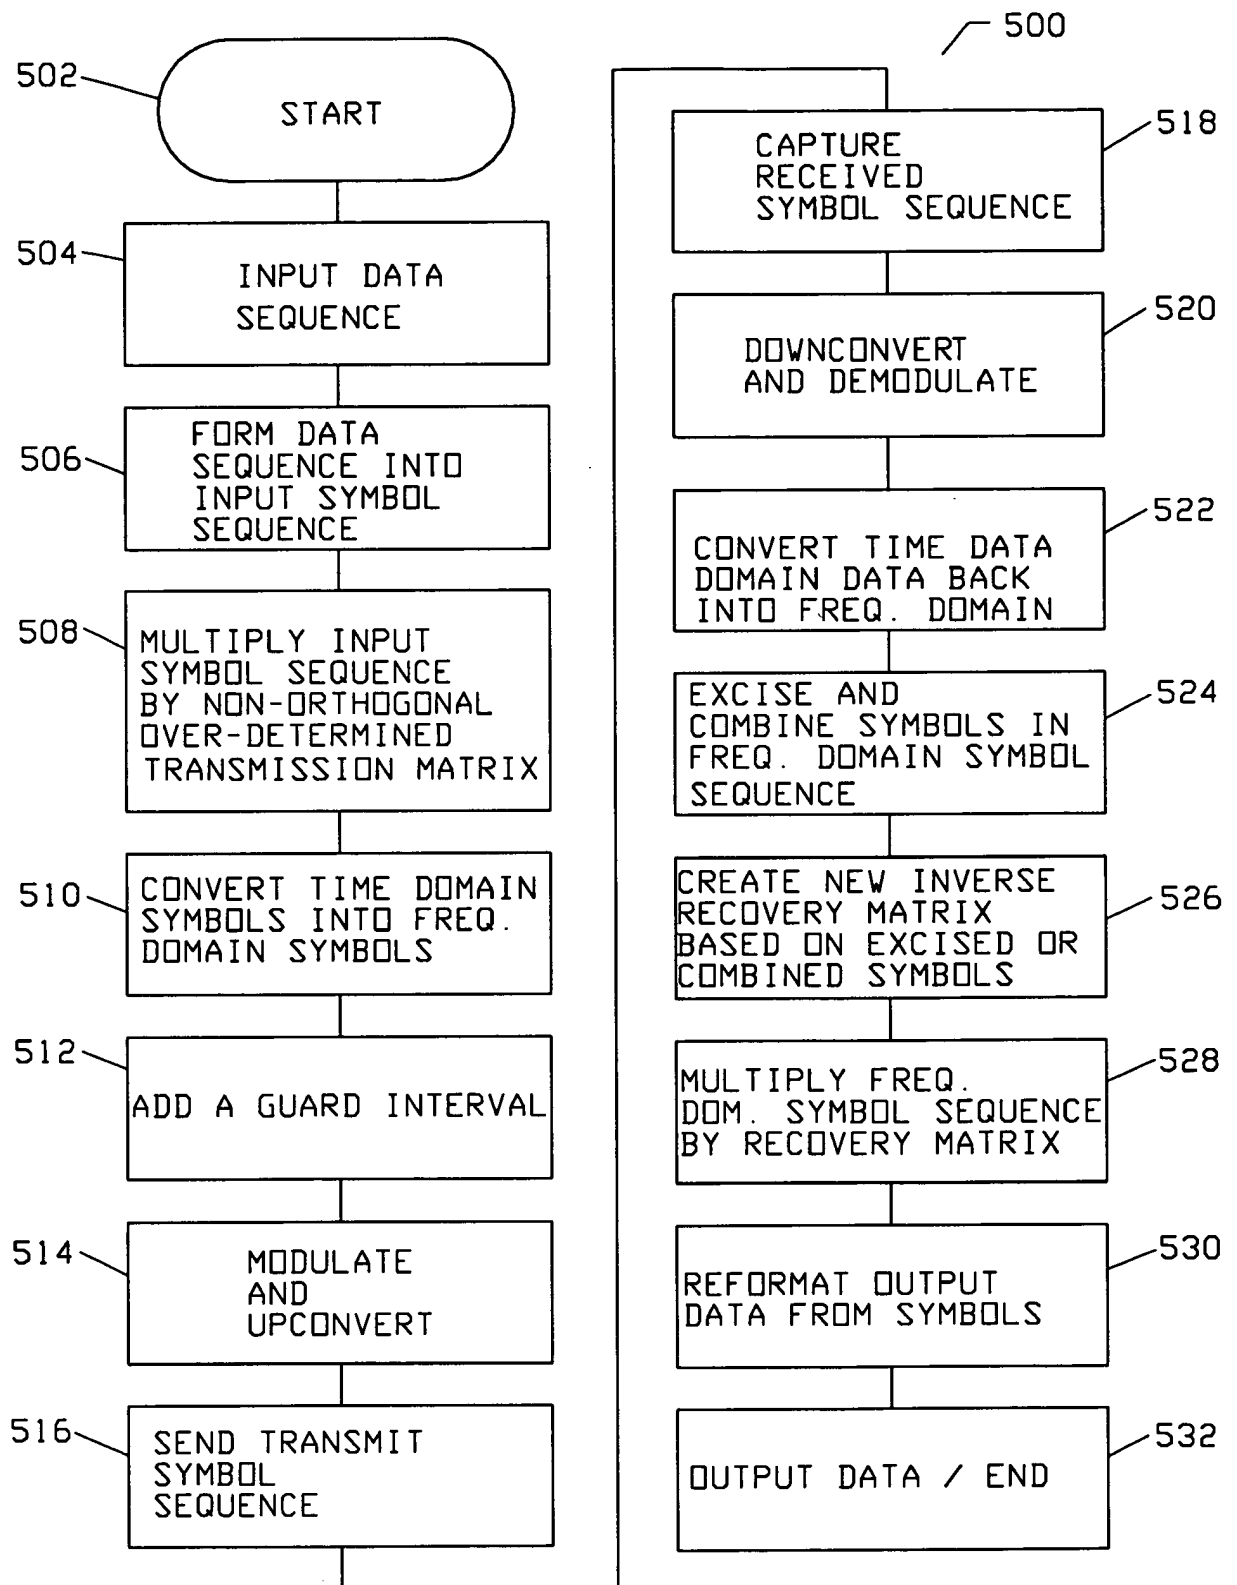 500
502
START
504
INPUT DATA
SEQUENCE
506
FORM DATA
SEQUENCE INTO
INPUT SYMBOL
SEQUENCE
508
MULTIPLY INPUT
SYMBOL SEQUENCE
BY NON-ORTHOGONAL
OVER-DETERMINED
TRANSMISSION MATRIX
510
CONVERT TIME DOMAIN
SYMBOLS INTO FREQ.
DOMAIN SYMBOLS
512
ADD A GUARD INTERVAL
514
MODULATE
AND
UPCONVERT
516
SEND TRANSMIT
SYMBOL
SEQUENCE
518
CAPTURE
RECEIVED
SYMBOL SEQUENCE
520
DOWNCONVERT
AND DEMODULATE
522
CONVERT TIME DATA
DOMAIN DATA BACK
INTO FREQ. DOMAIN
524
EXCISE AND
COMBINE SYMBOLS IN
FREQ. DOMAIN SYMBOL
SEQUENCE
526
CREATE NEW INVERSE
RECOVERY MATRIX
BASED ON EXCISED OR
COMBINED SYMBOLS
528
MULTIPLY FREQ.
DOM. SYMBOL SEQUENCE
BY RECOVERY MATRIX
530
REFORMAT OUTPUT
DATA FROM SYMBOLS
532
OUTPUT DATA / END